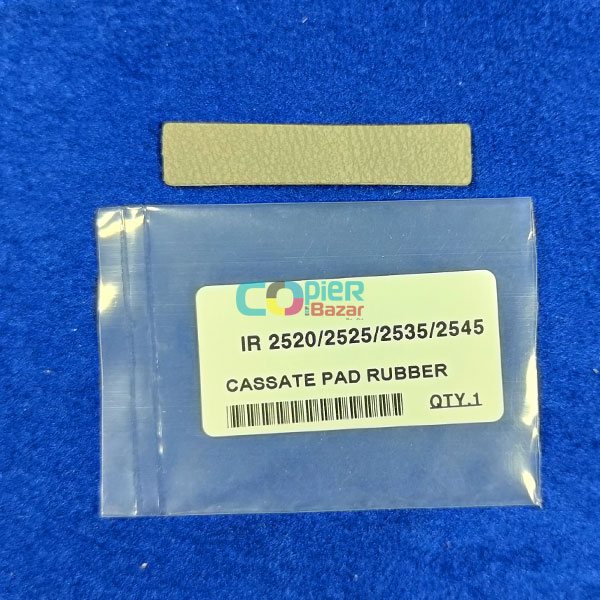 COPiER
Bazar
IR 2520/2525/2535/2545
CASSATE PAD RUBBER
QTY.1